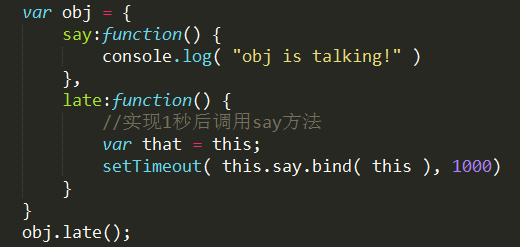 var obj = {
    say:function() {
        console.log( "obj is talking!" )
    },
    late:function() {
        //实现1秒后调用say方法
        var that = this;
        setTimeout( this.say.bind( this ), 1000)
    }
}
obj.late();